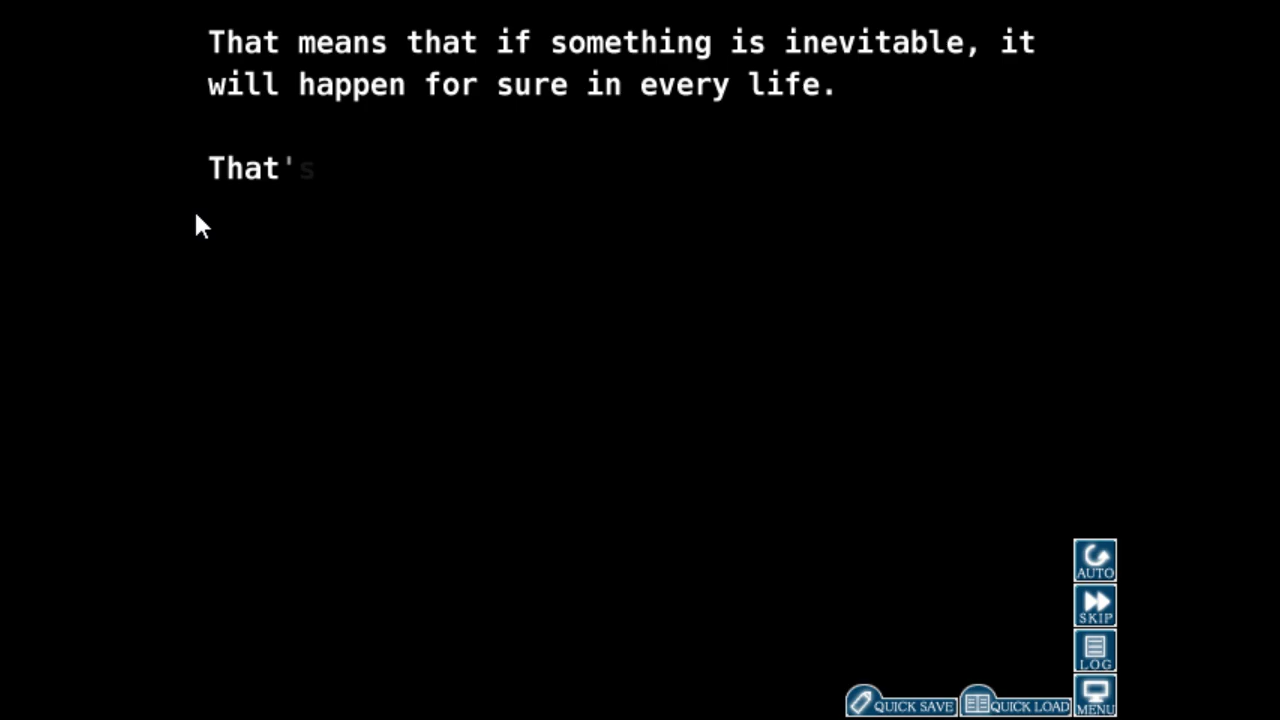 That means that if something is inevitable, it
will happen for sure in every life.
That's
AUTO
SKIP
LOG
QUICK SAVE
QUICK LOAD
MENU